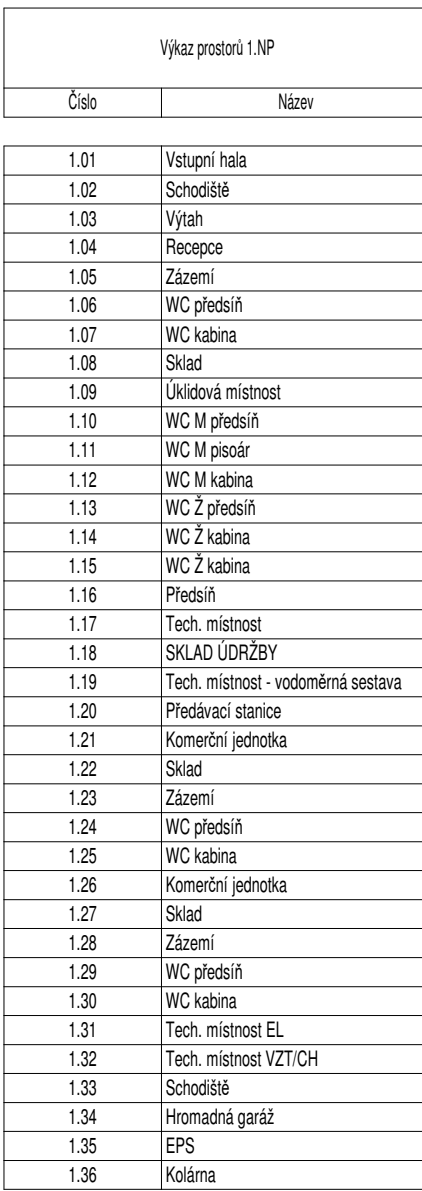 Výkaz prostorů 1.NP
Číslo Název
1.01 Vstupní hala
1.02 Schodiště
1.03 Výtah
1.04 Recepce
1.05 Zázemí
1.06 WC předsíň
1.07 WC kabina
1.08 Sklad
1.09 Úklidová místnost
1.10 WC M předsíň
1.11 WC M pisoár
1.12 WC M kabina
1.13 WC Ž předsíň
1.14 WC Ž kabina
1.15 WC Ž kabina
1.16 Předsíň
1.17 Tech. místnost
1.18 SKLAD ÚDRŽBY
1.19 Tech. místnost - vodoměrná sestava
1.20 Předávací stanice
1.21 Komerční jednotka
1.22 Sklad
1.23 Zázemí
1.24 WC předsíň
1.25 WC kabina
1.26 Komerční jednotka
1.27 Sklad
1.28 Zázemí
1.29 WC předsíň
1.30 WC kabina
1.31 Tech. místnost EL
1.32 Tech. místnost VZT/CH
1.33 Schodiště
1.34 Hromadná garáž
1.35 EPS
1.36 Kolárna